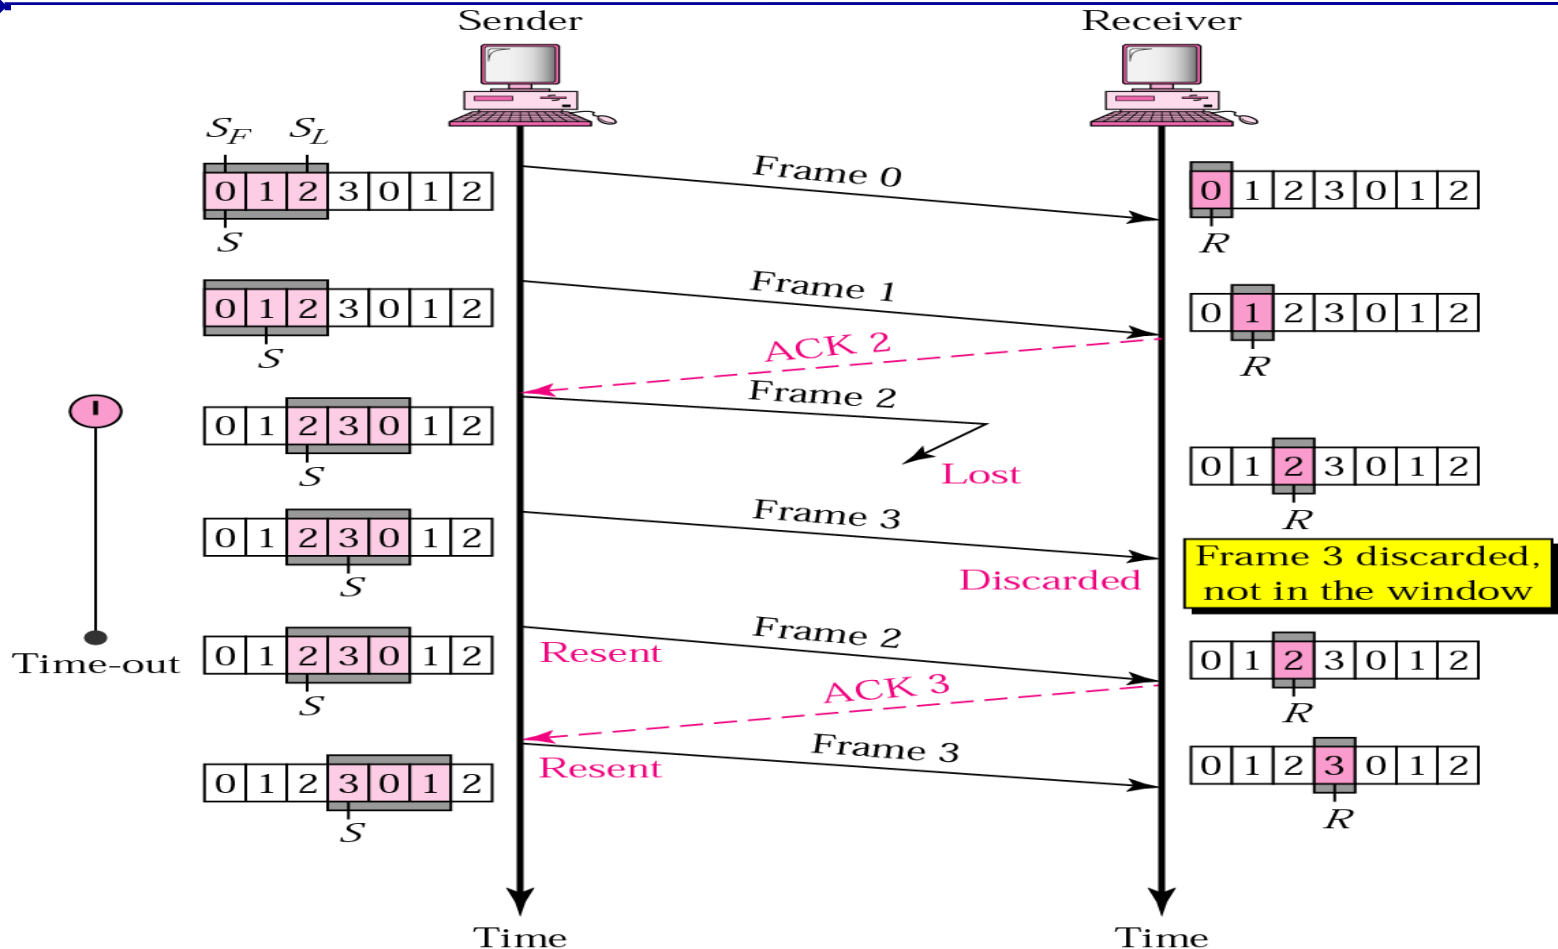 Sender
Receiver
S_F S_L
0 1 2 3 0 1 2
S
Frame 0
0 1 2 3 0 1 2
R
0 1 2 3 0 1 2
S
Frame 1
0 1 2 3 0 1 2
R
ACK 2
0 1 2 3 0 1 2
S
Frame 2
Lost
0 1 2 3 0 1 2
R
0 1 2 3 0 1 2
S
Frame 3
Discarded
Frame 3 discarded,
not in the window
Time-out
0 1 2 3 0 1 2
S
Frame 2
Resent
0 1 2 3 0 1 2
R
ACK 3
0 1 2 3 0 1 2
S
Frame 3
Resent
0 1 2 3 0 1 2
R
Time
Time